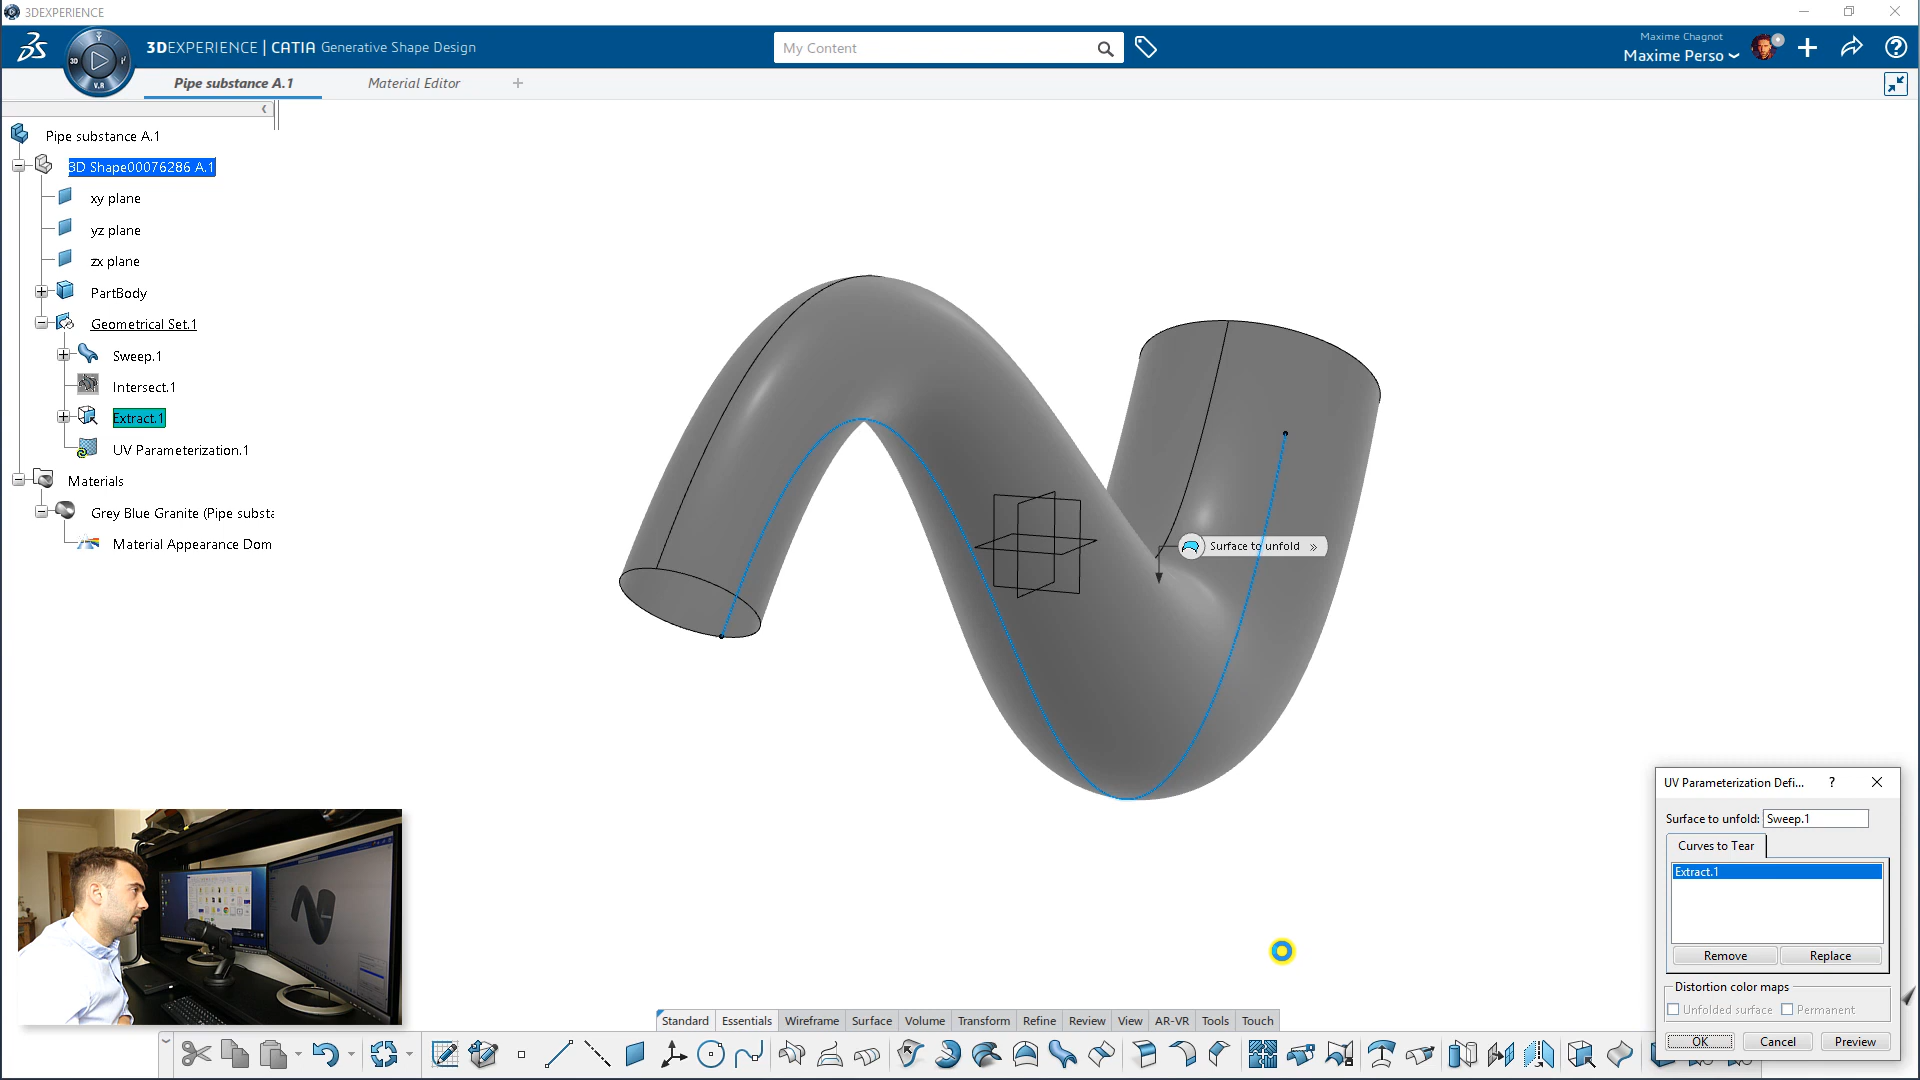 3DEXPERIENCE
3DEXPERIENCE | CATIA Generative Shape Design
3D
V.R
My Content
Maxime Chagnot
Maxime Perso
Pipe substance A.1
Material Editor
Pipe substance A.1
3D Shape00076286 A.1
xy plane
yz plane
zx plane
PartBody
Geometrical Set.1
Sweep.1
Intersect.1
Extract.1
UV Parameterization.1
Materials
Grey Blue Granite (Pipe substa
Material Appearance Dom
Surface to unfold
UV Parameterization Defi...
Surface to unfold: Sweep.1
Curves to Tear
Extract.1
Remove
Replace
Distortion color maps
Unfolded surface
Permanent
OK
Cancel
Preview
Standard
Essentials
Wireframe
Surface
Volume
Transform
Refine
Review
View
AR-VR
Tools
Touch